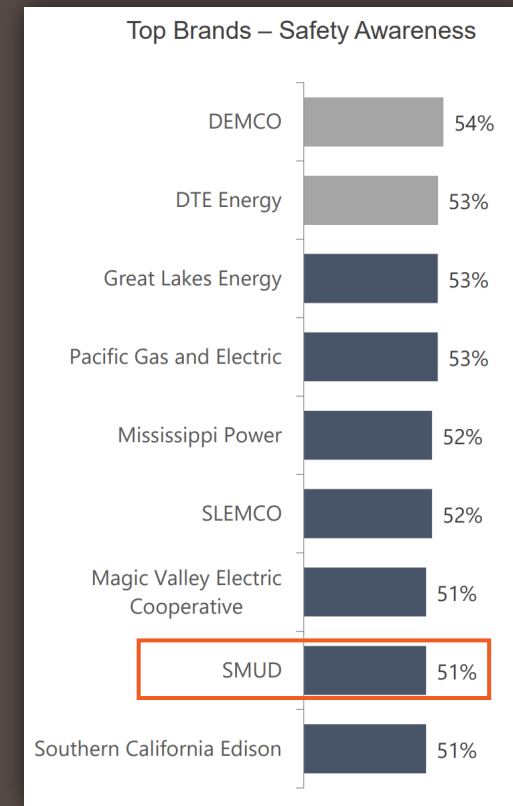 Top Brands – Safety Awareness
DEMCO 54%
DTE Energy 53%
Great Lakes Energy 53%
Pacific Gas and Electric 53%
Mississippi Power 52%
SLEMCO 52%
Magic Valley Electric
Cooperative 51%
SMUD 51%
Southern California Edison 51%